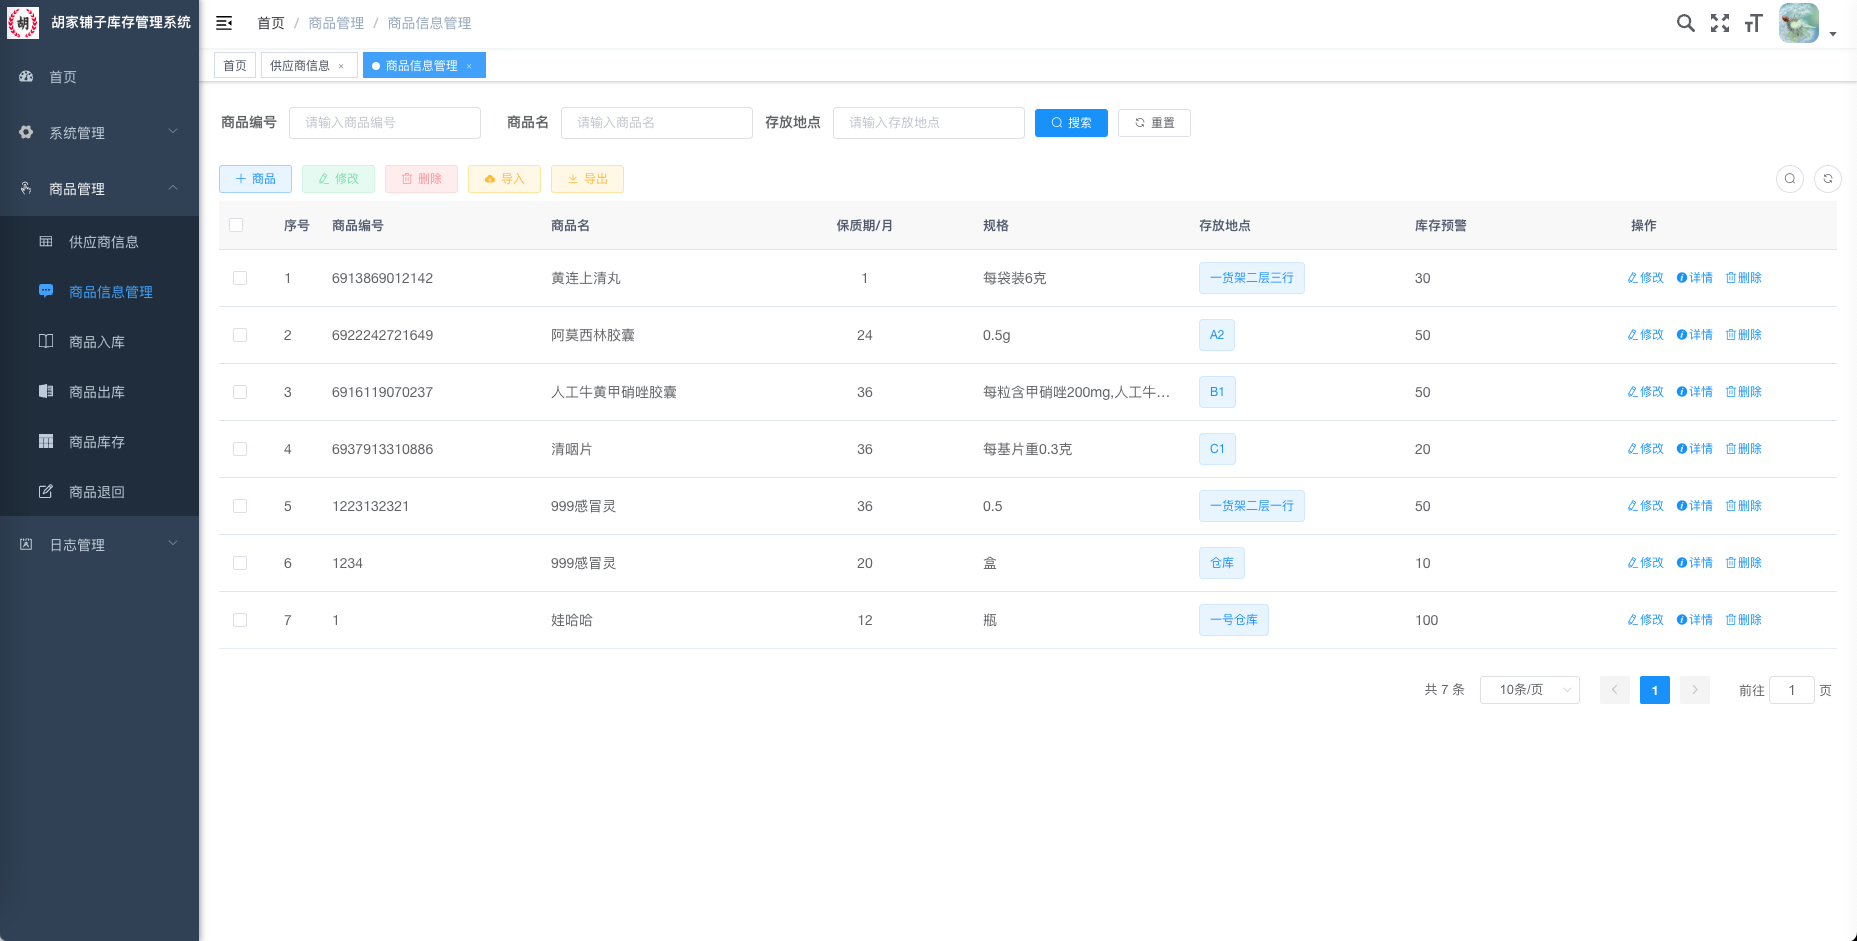 胡 胡家铺子库存管理系统
首页 / 商品管理 / 商品信息管理
首页 供应商信息 × 商品信息管理 ×
首页
系统管理
商品管理
供应商信息
商品信息管理
商品入库
商品出库
商品库存
商品退回
日志管理
商品编号 请输入商品编号 商品名 请输入商品名 存放地点 请输入存放地点 搜索 重置
商品 修改 删除 导入 导出
序号 商品编号 商品名 保质期/月 规格 存放地点 库存预警 操作
1 6913869012142 黄连上清丸 1 每袋装6克 一货架二层三行 30 修改 详情 删除
2 6922242721649 阿莫西林胶囊 24 0.5g A2 50 修改 详情 删除
3 6916119070237 人工牛黄甲硝唑胶囊 36 每粒含甲硝唑200mg,人工牛... B1 50 修改 详情 删除
4 6937913310886 清咽片 36 每基片重0.3克 C1 20 修改 详情 删除
5 1223132321 999感冒灵 36 0.5 一货架二层一行 50 修改 详情 删除
6 1234 999感冒灵 20 盒 仓库 10 修改 详情 删除
7 1 娃哈哈 12 瓶 一号仓库 100 修改 详情 删除
共 7 条 10条/页 1 前往 1 页